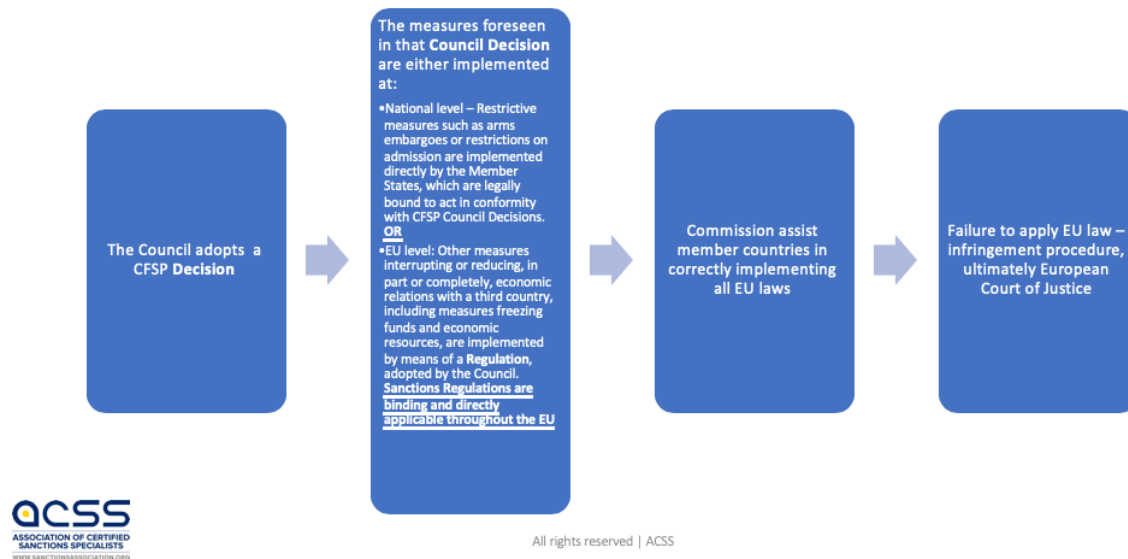 The Council adopts a
CFSP Decision
The measures foreseen
in that Council Decision
are either implemented
at:
•National level – Restrictive
measures such as arms
embargoes or restrictions on
admission are implemented
directly by the Member
States, which are legally
bound to act in conformity
with CFSP Council Decisions.
OR
•EU level: Other measures
interrupting or reducing, in
part or completely, economic
relations with a third country,
including measures freezing
funds and economic
resources, are implemented
by means of a Regulation,
adopted by the Council.
Sanctions Regulations are
binding and directly
applicable throughout the EU
Commission assist
member countries in
correctly implementing
all EU laws
Failure to apply EU law –
infringement procedure,
ultimately European
Court of Justice
acss
ASSOCIATION OF CERTIFIED
SANCTIONS SPECIALISTS
WWW.SANCTIONSASSOCIATION.ORG
All rights reserved | ACSS